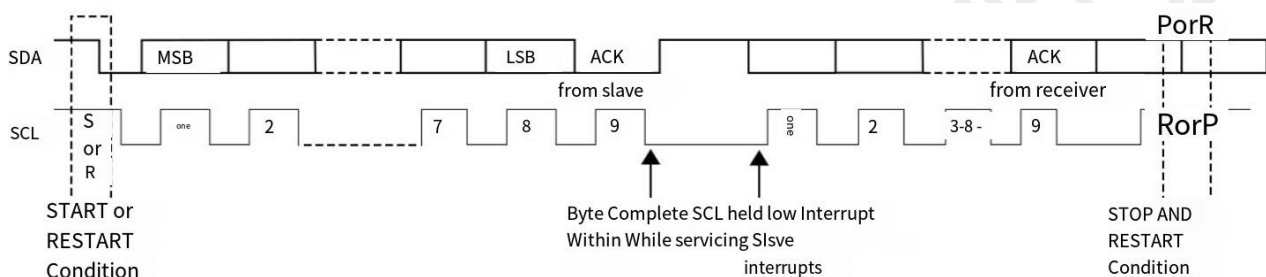 PorR
SDA MSB LSB ACK ACK
from slave from receiver
SCL S or R one 2 7 8 9 one 2 3-8 - 9 RorP
START or
RESTART
Condition
Byte Complete SCL held low Interrupt
Within While servicing SIsve
interrupts
STOP AND
RESTART
Condition